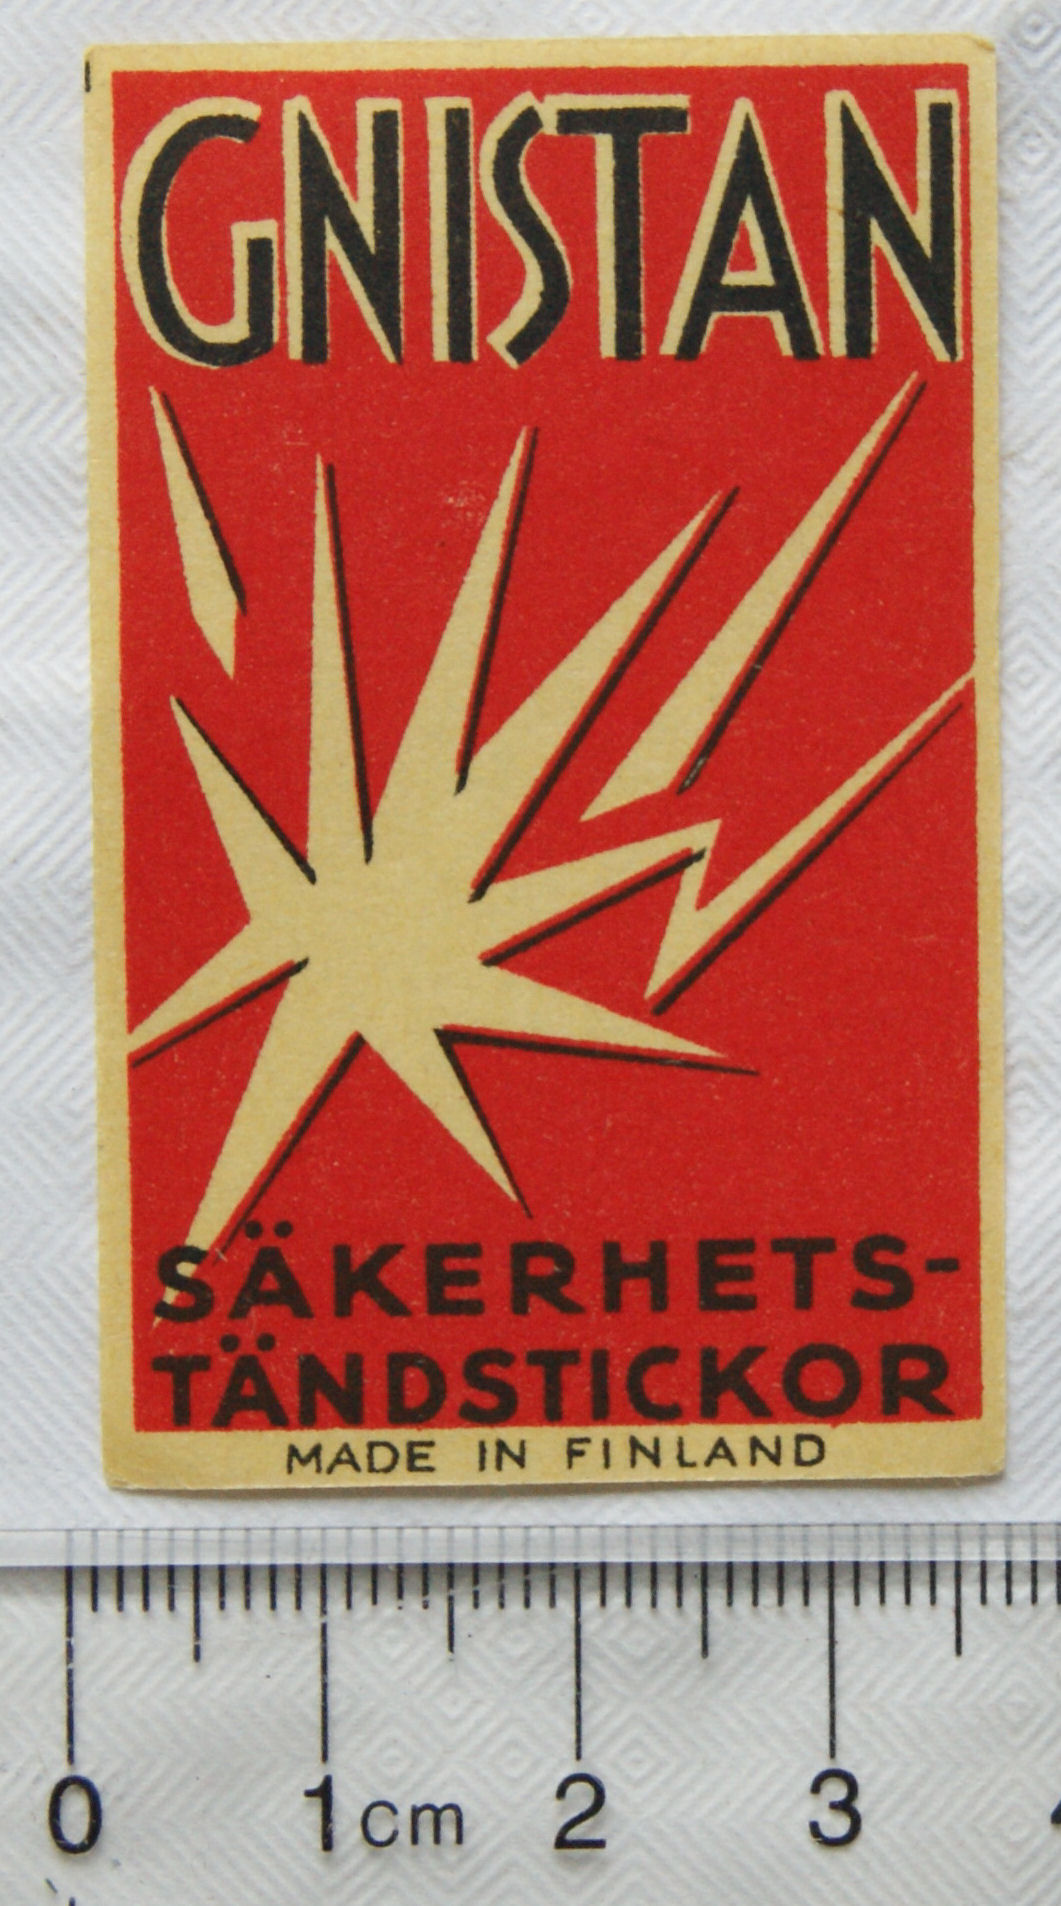 GNISTAN
SÄKERHETS-
TÄNDSTICKOR
MADE IN FINLAND
0 1cm 2 3